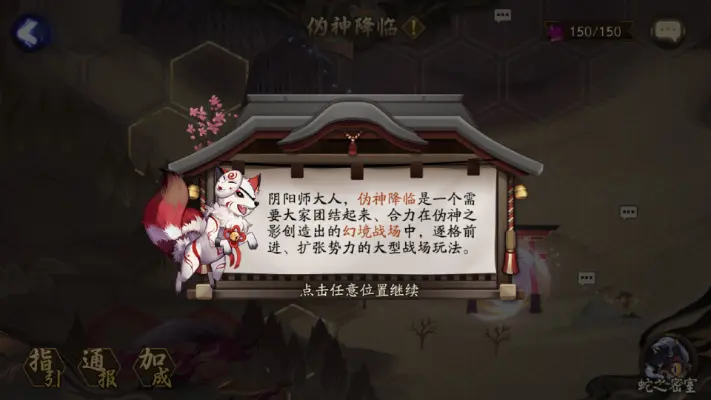 伪神降临
150/150
阴阳师大人，伪神降临是一个需
要大家团结起来、合力在伪神之
影创造出的幻境战场中，逐格前
进、扩张势力的大型战场玩法。
点击任意位置继续
指引
通报
加成
蛇之密室